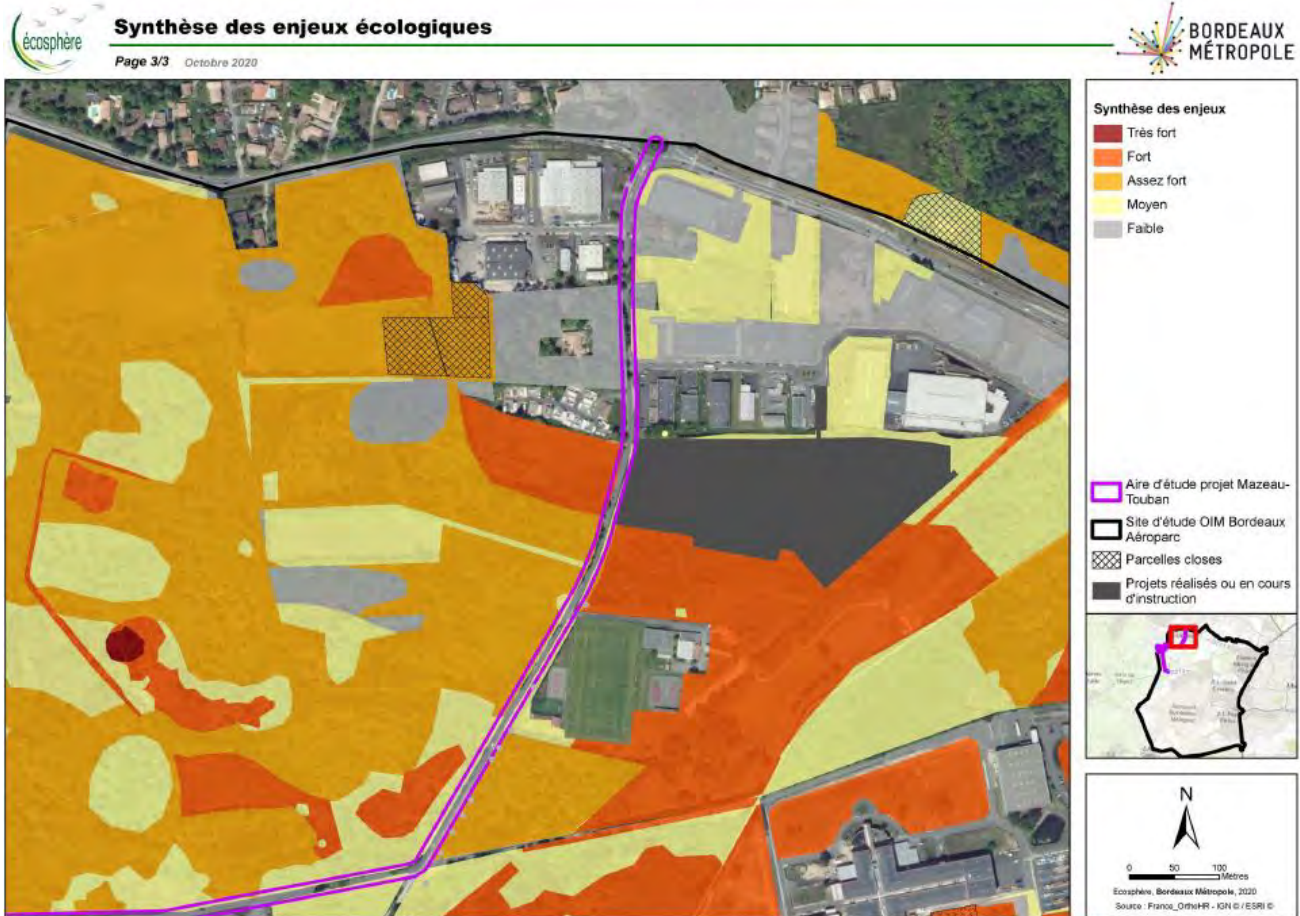 écosphère
Synthèse des enjeux écologiques
Page 3/3 Octobre 2020
BORDEAUX
MÉTROPOLE
Synthèse des enjeux
Très fort
Fort
Assez fort
Moyen
Faible
Aire d'étude projet Mazeau-
Touban
Site d'étude OIM Bordeaux
Aéroparc
Parcelles closes
Projets réalisés ou en cours
d'instruction
N
0 50 100
Mètres
Ecosphère, Bordeaux Métropole, 2020
Source : France_OrthoHR - IGN © / ESRI ©